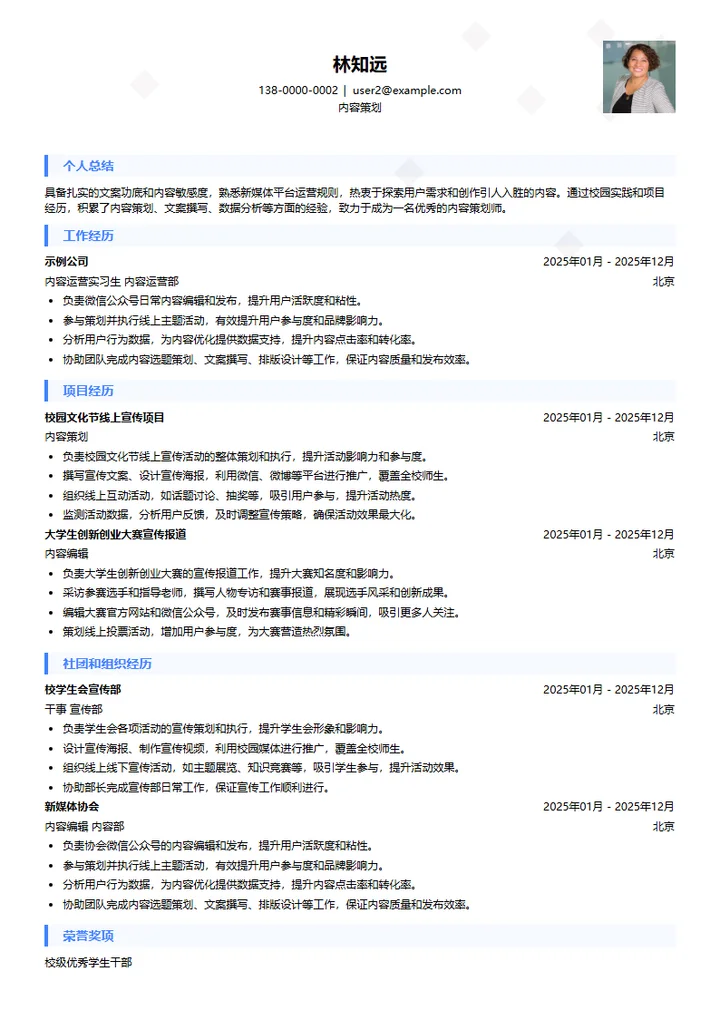 林知远
138-0000-0002 | user2@example.com
内容策划
个人总结
具备扎实的文案功底和内容敏感度，熟悉新媒体平台运营规则，热衷于探索用户需求和创作引人入胜的内容。通过校园实践和项目
经历，积累了内容策划、文案撰写、数据分析等方面的经验，致力于成为一名优秀的内容策划师。
工作经历
示例公司 2025年01月 - 2025年12月
内容运营实习生 内容运营部 北京
• 负责微信公众号日常内容编辑和发布，提升用户活跃度和粘性。
• 参与策划并执行线上主题活动，有效提升用户参与度和品牌影响力。
• 分析用户行为数据，为内容优化提供数据支持，提升内容点击率和转化率。
• 协助团队完成内容选题策划、文案撰写、排版设计等工作，保证内容质量和发布效率。
项目经历
校园文化节线上宣传项目 2025年01月 - 2025年12月
内容策划 北京
• 负责校园文化节线上宣传活动的整体策划和执行，提升活动影响力和参与度。
• 撰写宣传文案、设计宣传海报，利用微信、微博等平台进行推广，覆盖全校师生。
• 组织线上互动活动，如话题讨论、抽奖等，吸引用户参与，提升活动热度。
• 监测活动数据，分析用户反馈，及时调整宣传策略，确保活动效果最大化。
大学生创新创业大赛宣传报道 2025年01月 - 2025年12月
内容编辑 北京
• 负责大学生创新创业大赛的宣传报道工作，提升大赛知名度和影响力。
• 采访参赛选手和指导老师，撰写人物专访和赛事报道，展现选手风采和创新成果。
• 编辑大赛官方网站和微信公众号，及时发布赛事信息和精彩瞬间，吸引更多人关注。
• 策划线上投票活动，增加用户参与度，为大赛营造热烈氛围。
社团和组织经历
校学生会宣传部 2025年01月 - 2025年12月
干事 宣传部 北京
• 负责学生会各项活动的宣传策划和执行，提升学生会形象和影响力。
• 设计宣传海报、制作宣传视频，利用校园媒体进行推广，覆盖全校师生。
• 组织线上线下宣传活动，如主题展览、知识竞赛等，吸引学生参与，提升活动效果。
• 协助部长完成宣传部日常工作，保证宣传工作顺利进行。
新媒体协会 2025年01月 - 2025年12月
内容编辑 内容部 北京
• 负责协会微信公众号的内容编辑和发布，提升用户活跃度和粘性。
• 参与策划并执行线上主题活动，有效提升用户参与度和品牌影响力。
• 分析用户行为数据，为内容优化提供数据支持，提升内容点击率和转化率。
• 协助团队完成内容选题策划、文案撰写、排版设计等工作，保证内容质量和发布效率。
荣誉奖项
校级优秀学生干部